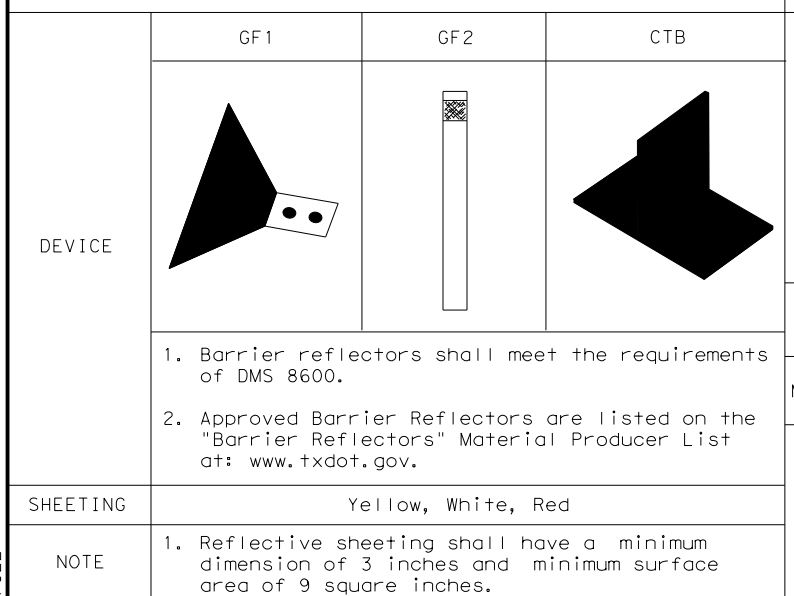 GF1
GF2
CTB
DEVICE
1. Barrier reflectors shall meet the requirements
of DMS 8600.
2. Approved Barrier Reflectors are listed on the
"Barrier Reflectors" Material Producer List
at: www.txdot.gov.
SHEETING
Yellow, White, Red
NOTE
1. Reflective sheeting shall have a minimum
dimension of 3 inches and minimum surface
area of 9 square inches.